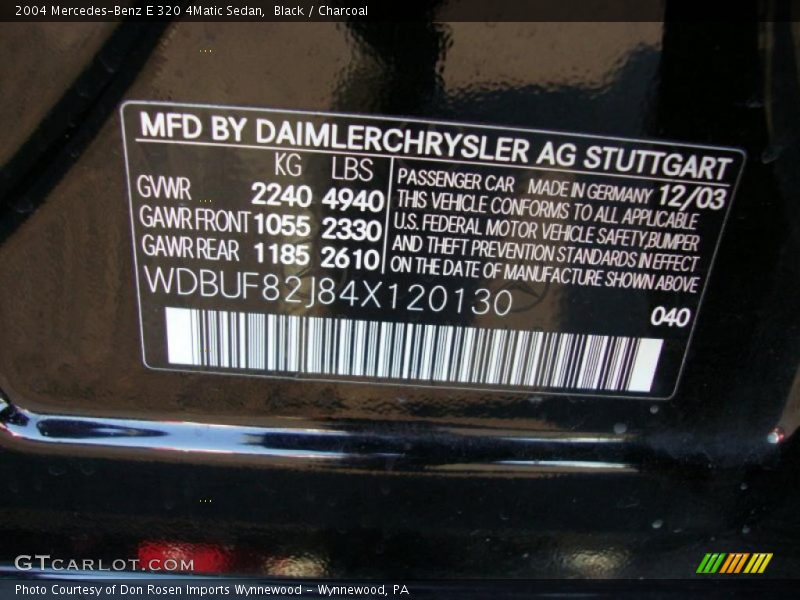 2004 Mercedes-Benz E 320 4Matic Sedan,  Black / Charcoal
MFD BY DAIMLERCHRYSLER AG STUTTGART
KG LBS
GVWR 2240 4940
GAWR FRONT 1055 2330
GAWR REAR 1185 2610
PASSENGER CAR MADE IN GERMANY 12/03
THIS VEHICLE CONFORMS TO ALL APPLICABLE
U.S. FEDERAL MOTOR VEHICLE SAFETY, BUMPER
AND THEFT PREVENTION STANDARDS IN EFFECT
ON THE DATE OF MANUFACTURE SHOWN ABOVE
WDBUF82J84X120130
040
GTCARLOT.COM
Photo Courtesy of Don Rosen Imports Wynnewood - Wynnewood, PA